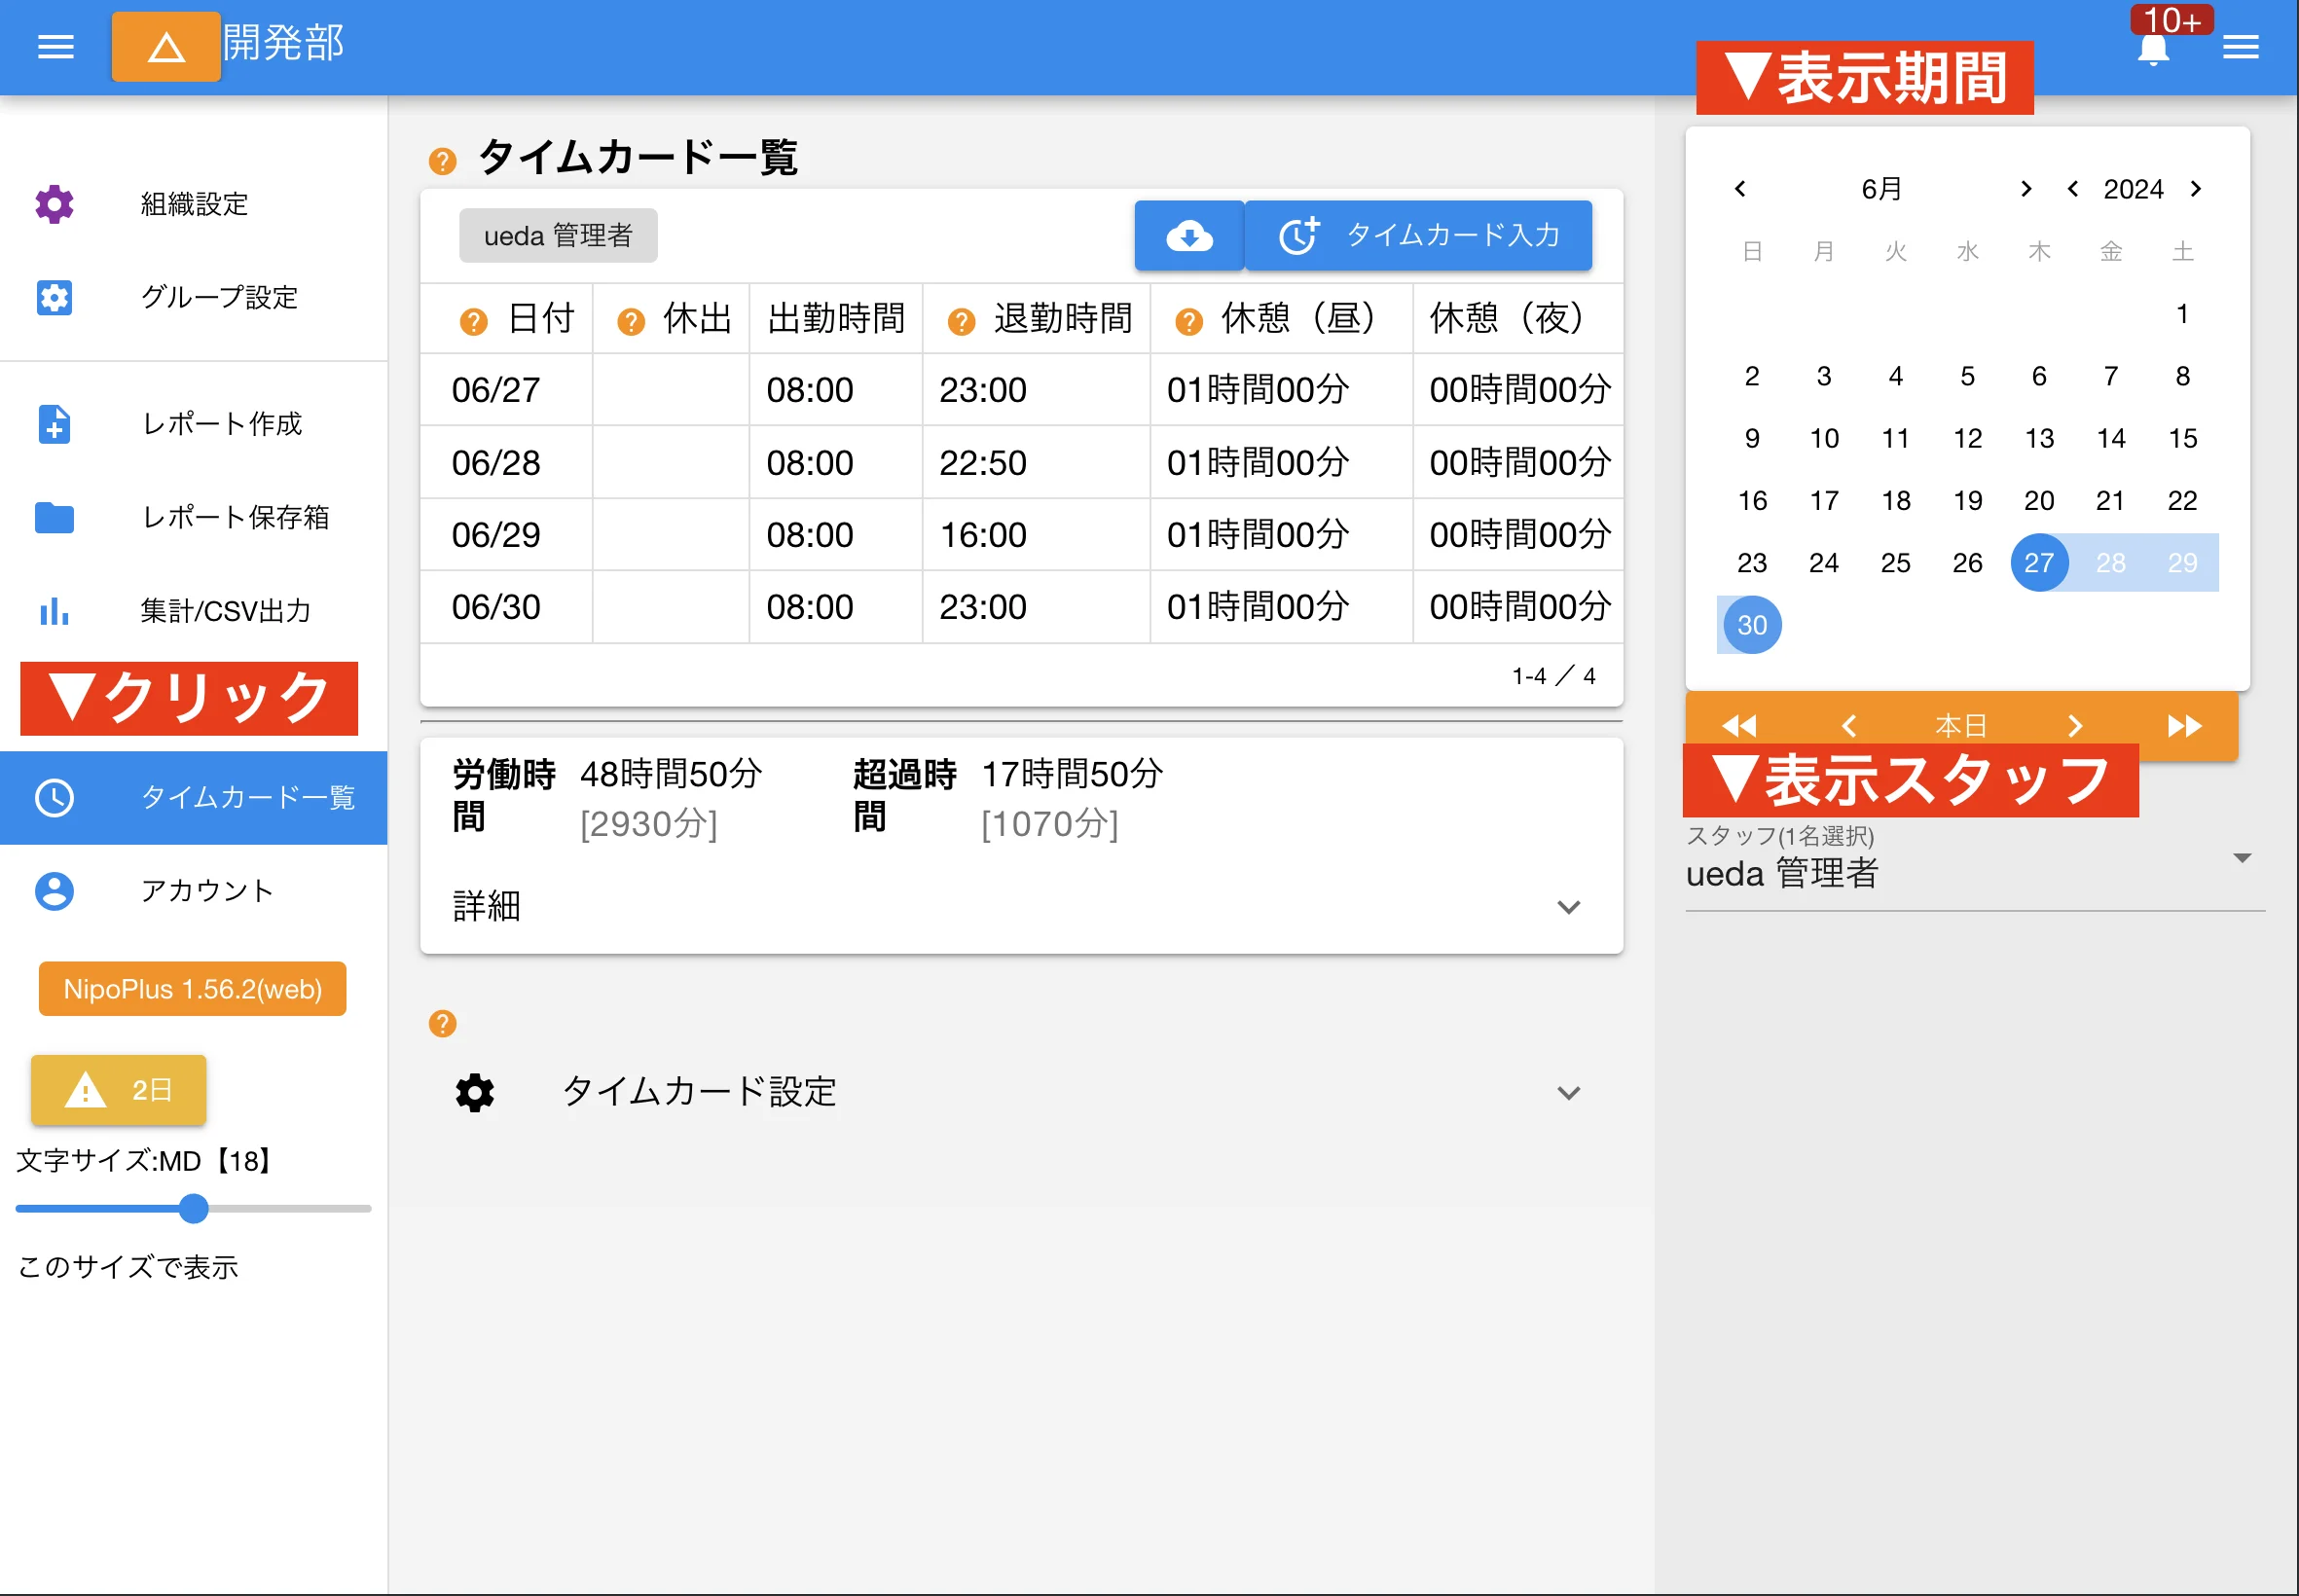 開発部
10+
▼表示期間
組織設定
グループ設定
レポート作成
レポート保存箱
集計/CSV出力
▼クリック
タイムカード一覧
アカウント
NipoPlus 1.56.2(web)
2日
文字サイズ:MD【18】
このサイズで表示
タイムカード一覧
ueda 管理者
タイムカード入力
日付 休出 出勤時間 退勤時間 休憩（昼） 休憩（夜）
06/27 08:00 23:00 01時間00分 00時間00分
06/28 08:00 22:50 01時間00分 00時間00分
06/29 08:00 16:00 01時間00分 00時間00分
06/30 08:00 23:00 01時間00分 00時間00分
1-4 ／ 4
労働時間 48時間50分 [2930分]
超過時間 17時間50分 [1070分]
詳細
タイムカード設定
6月 2024
日 月 火 水 木 金 土
1
2 3 4 5 6 7 8
9 10 11 12 13 14 15
16 17 18 19 20 21 22
23 24 25 26 27 28 29
30
本日
▼表示スタッフ
スタッフ(1名選択)
ueda 管理者